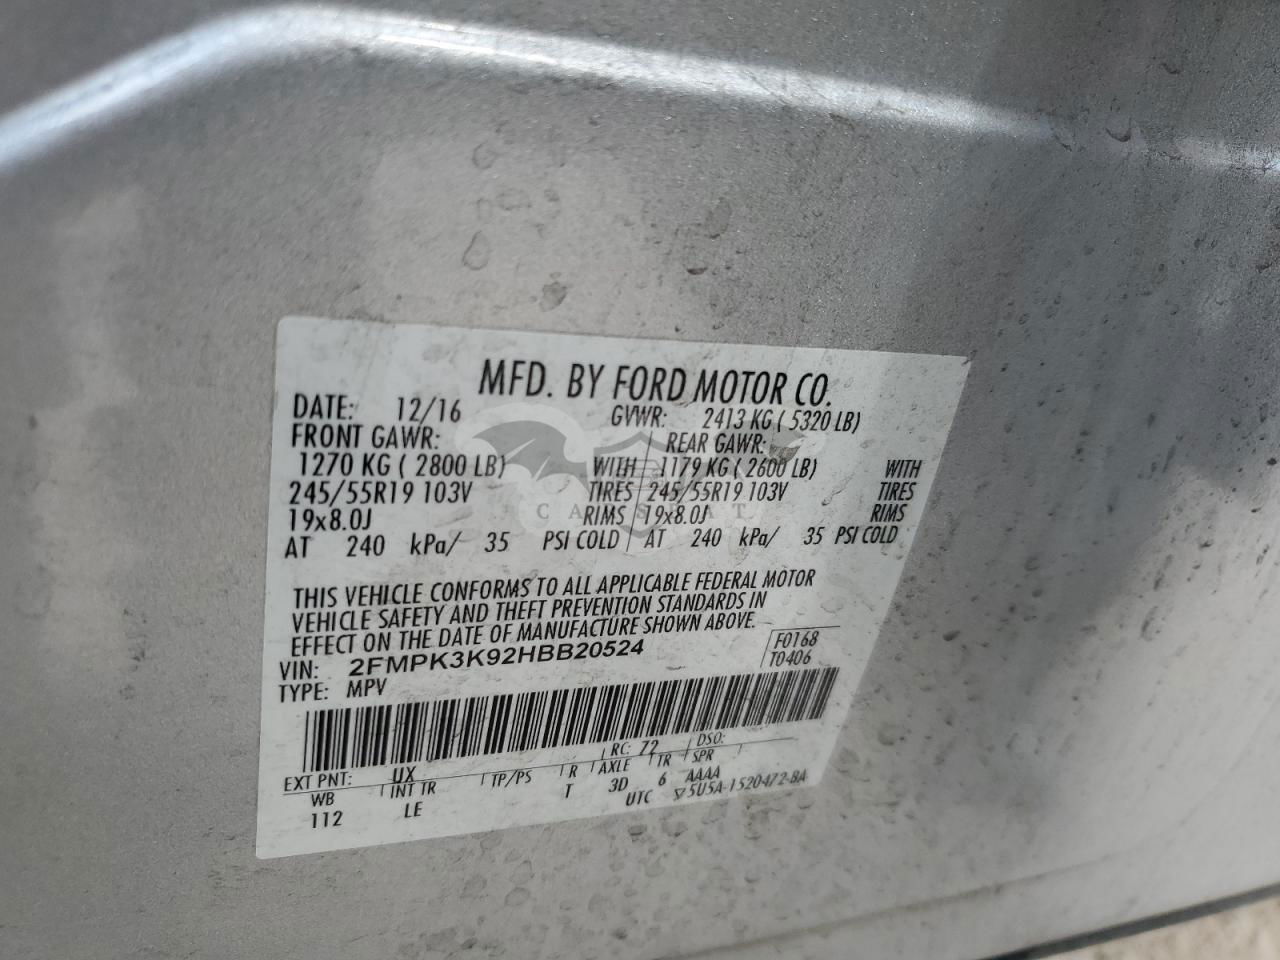 MFD. BY FORD MOTOR CO.
DATE: 12/16 GVWR: 2413 KG ( 5320 LB)
FRONT GAWR: REAR GAWR:
1270 KG ( 2800 LB) WITH 1179 KG ( 2600 LB) WITH
245/55R19 103V TIRES 245/55R19 103V TIRES
19x8.0J RIMS 19x8.0J RIMS
AT 240 kPa/ 35 PSI COLD AT 240 kPa/ 35 PSI COLD
THIS VEHICLE CONFORMS TO ALL APPLICABLE FEDERAL MOTOR
VEHICLE SAFETY AND THEFT PREVENTION STANDARDS IN
EFFECT ON THE DATE OF MANUFACTURE SHOWN ABOVE.
VIN: 2FMPK3K92HBB20524 F0168
TYPE: MPV T0406
EXT PNT: UX RC: 72 DSO:
WB INT TR TP/PS R AXLE TR SPR
112 LE T 3D 6 AAAA
UTC 5U5A-1520472-BA